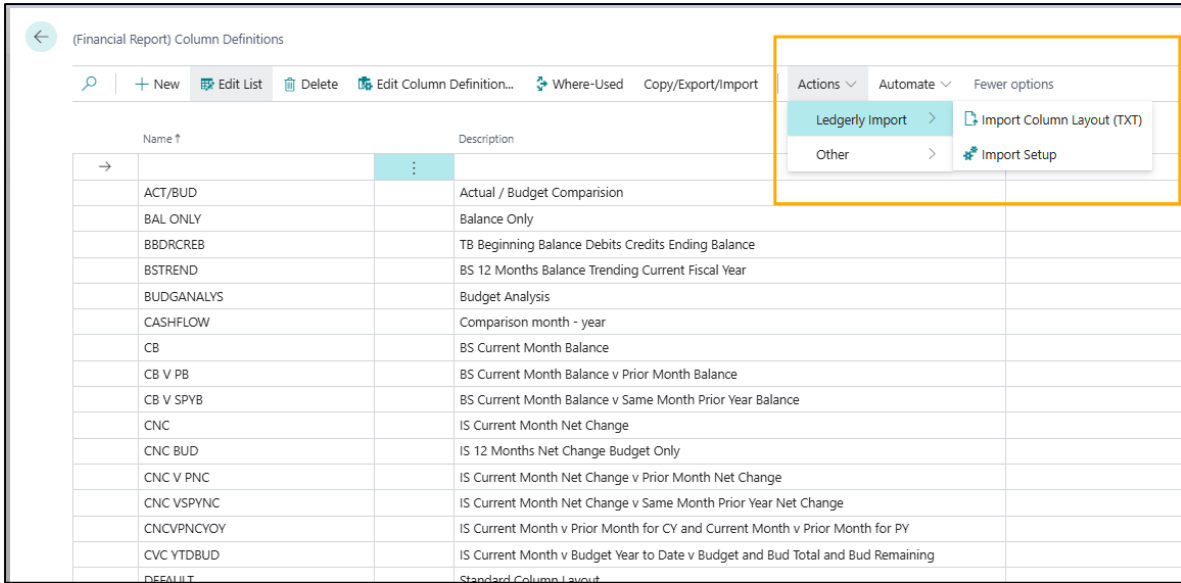 (Financial Report) Column Definitions
New Edit List Delete Edit Column Definition... Where-Used Copy/Export/Import Actions Automate Fewer options
Ledgerly Import Import Column Layout (TXT)
Other Import Setup
Name ↑ Description
ACT/BUD Actual / Budget Comparision
BAL ONLY Balance Only
BBDRCREB TB Beginning Balance Debits Credits Ending Balance
BSTREND BS 12 Months Balance Trending Current Fiscal Year
BUDGANALYS Budget Analysis
CASHFLOW Comparison month - year
CB BS Current Month Balance
CB V PB BS Current Month Balance v Prior Month Balance
CB V SPYB BS Current Month Balance v Same Month Prior Year Balance
CNC IS Current Month Net Change
CNC BUD IS 12 Months Net Change Budget Only
CNC V PNC IS Current Month Net Change v Prior Month Net Change
CNC VSPYNC IS Current Month Net Change v Same Month Prior Year Net Change
CNCVPNCYOY IS Current Month v Prior Month for CY and Current Month v Prior Month for PY
CVC YTDBUD IS Current Month v Budget Year to Date v Budget and Bud Total and Bud Remaining
DEFAULT Standard Column Layout